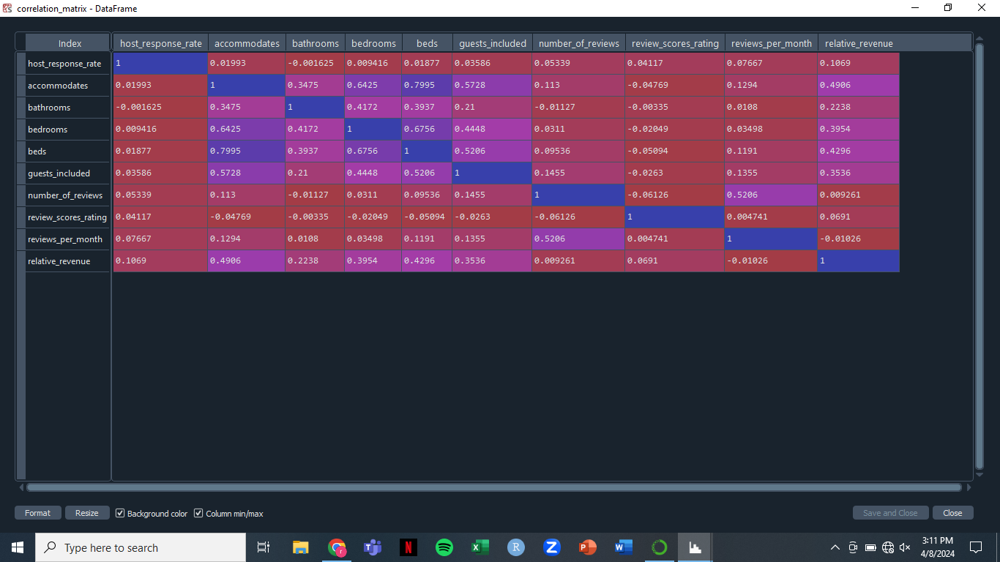 correlation_matrix - DataFrame
Index host_response_rate accommodates bathrooms bedrooms beds guests_included number_of_reviews review_scores_rating reviews_per_month relative_revenue
host_response_rate 1 0.01993 -0.001625 0.009416 0.01877 0.03586 0.05339 0.04117 0.07667 0.1069
accommodates 0.01993 1 0.3475 0.6425 0.7995 0.5728 0.113 -0.04769 0.1294 0.4906
bathrooms -0.001625 0.3475 1 0.4172 0.3937 0.21 -0.01127 -0.00335 0.0108 0.2238
bedrooms 0.009416 0.6425 0.4172 1 0.6756 0.4448 0.0311 -0.02049 0.03498 0.3954
beds 0.01877 0.7995 0.3937 0.6756 1 0.5206 0.09536 -0.05094 0.1191 0.4296
guests_included 0.03586 0.5728 0.21 0.4448 0.5206 1 0.1455 -0.0263 0.1355 0.3536
number_of_reviews 0.05339 0.113 -0.01127 0.0311 0.09536 0.1455 1 -0.06126 0.5206 0.009261
review_scores_rating 0.04117 -0.04769 -0.00335 -0.02049 -0.05094 -0.0263 -0.06126 1 0.004741 0.0691
reviews_per_month 0.07667 0.1294 0.0108 0.03498 0.1191 0.1355 0.5206 0.004741 1 -0.01026
relative_revenue 0.1069 0.4906 0.2238 0.3954 0.4296 0.3536 0.009261 0.0691 -0.01026 1
Format Resize Background color Column min/max Save and Close Close
Type here to search
3:11 PM
4/8/2024